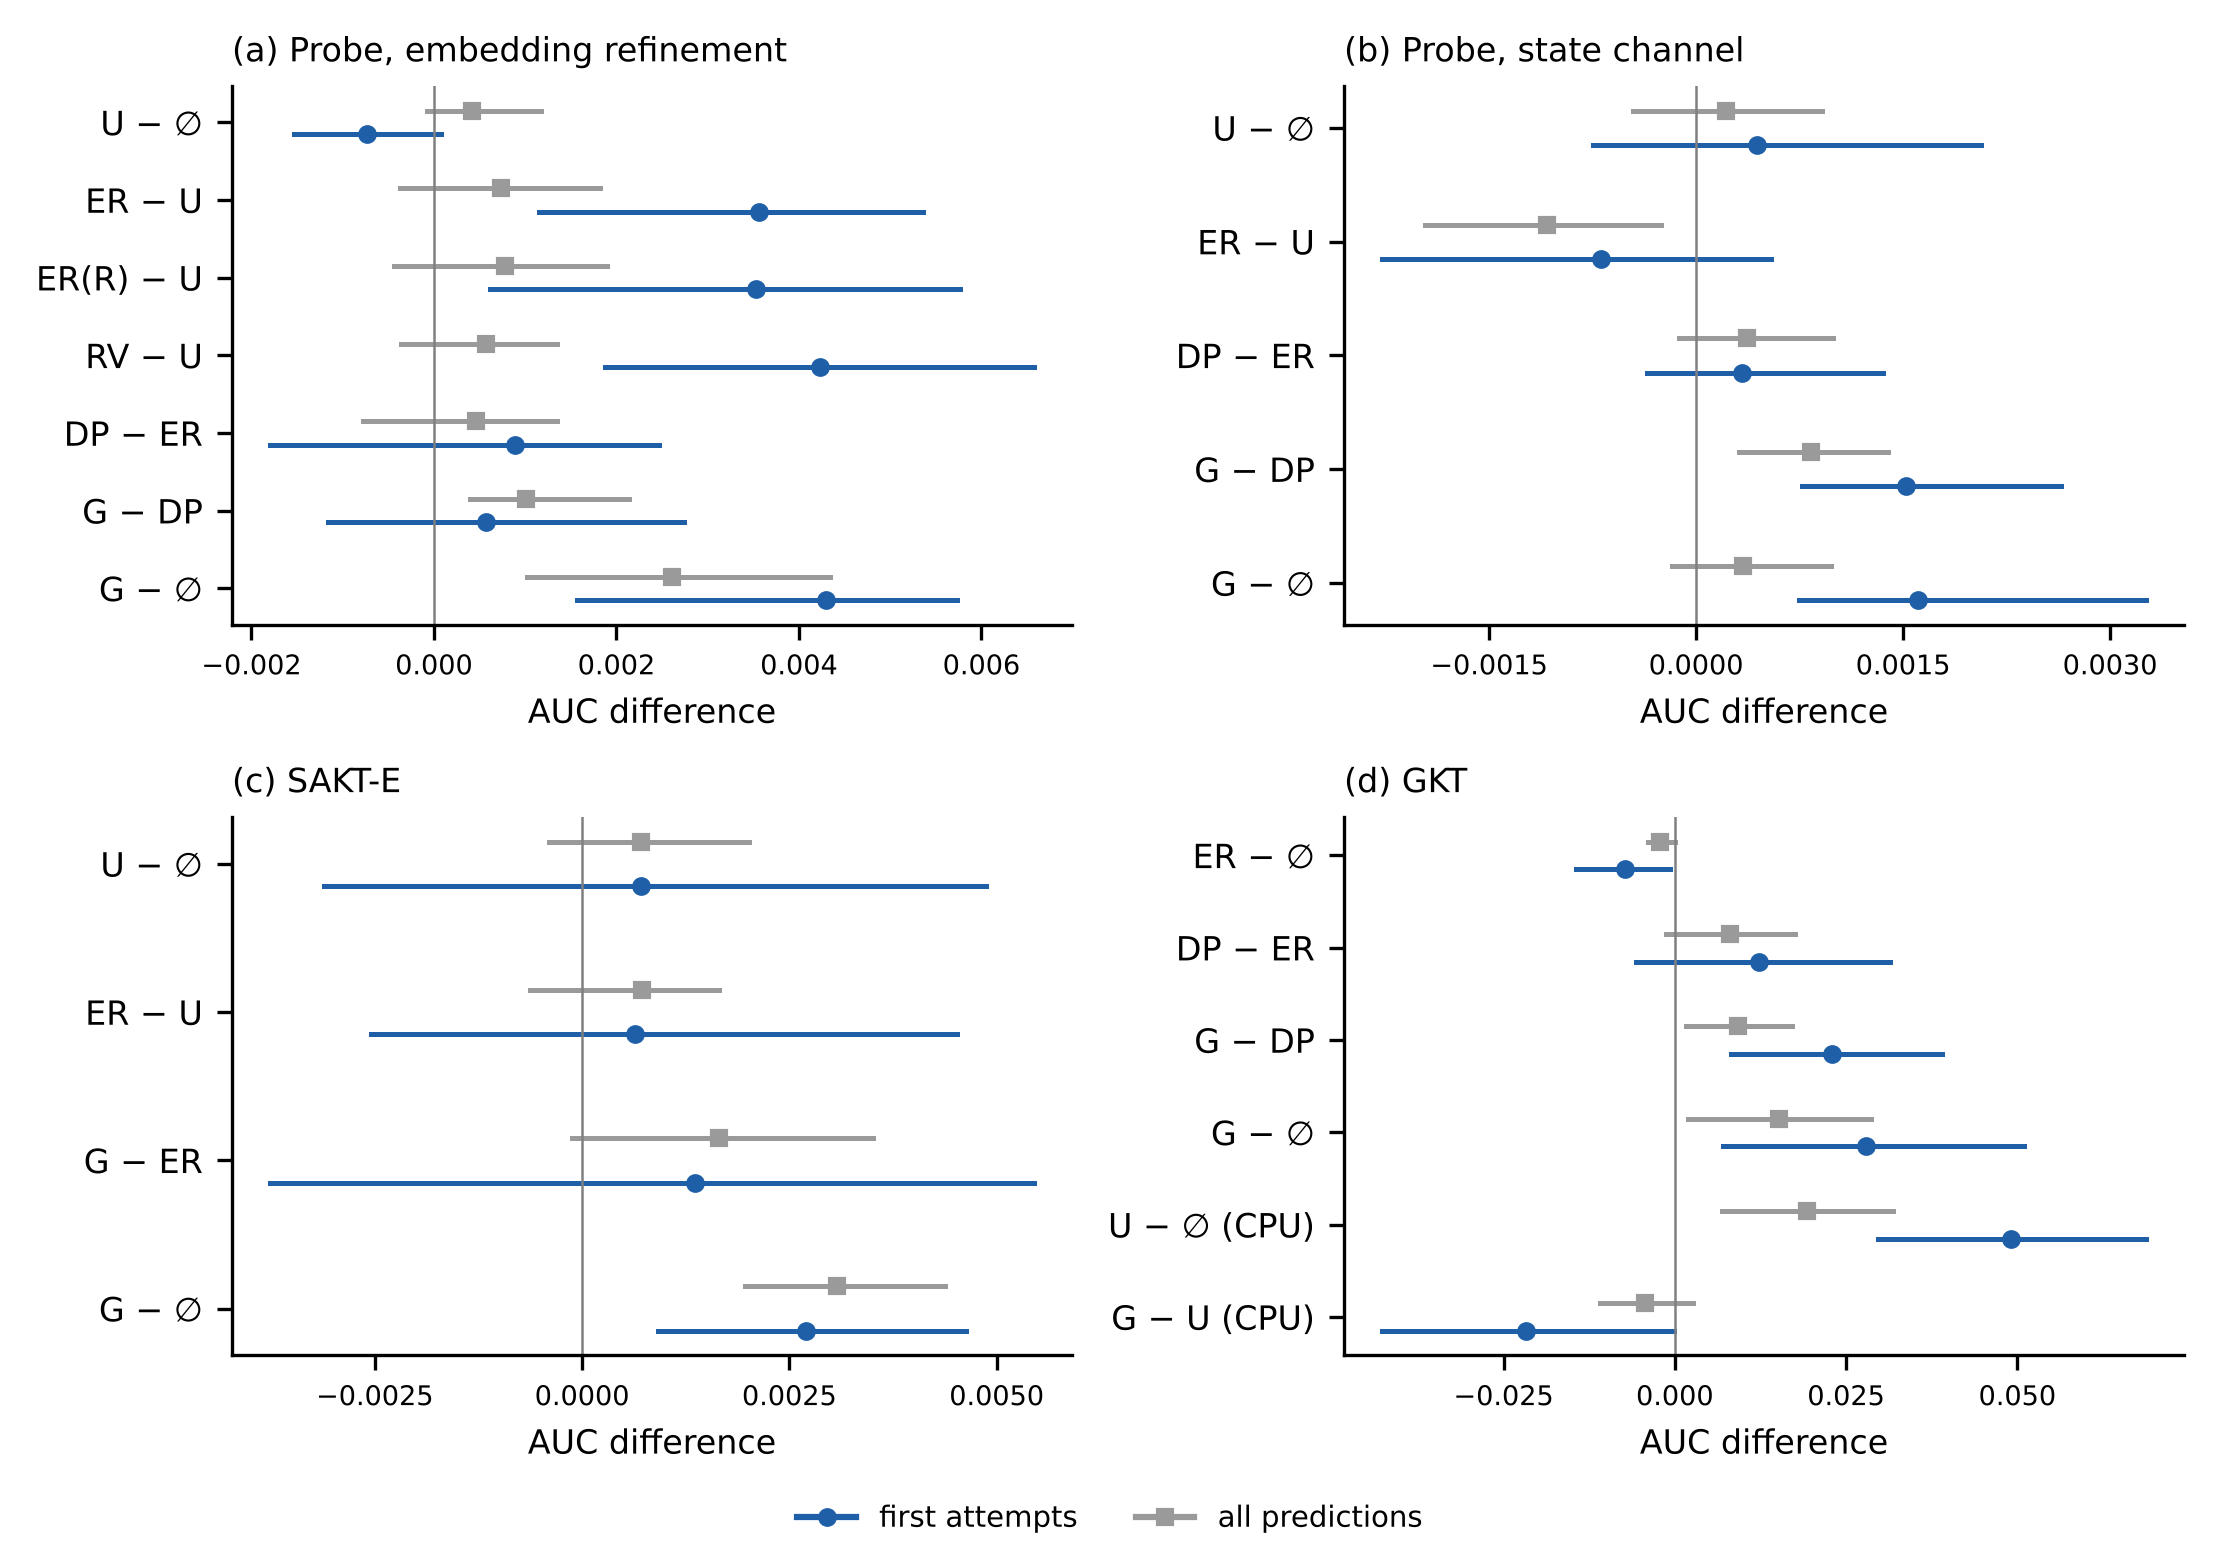 (a) Probe, embedding refinement
U − ∅
ER − U
ER(R) − U
RV − U
DP − ER
G − DP
G − ∅
−0.002 0.000 0.002 0.004 0.006
AUC difference
(b) Probe, state channel
U − ∅
ER − U
DP − ER
G − DP
G − ∅
−0.0015 0.0000 0.0015 0.0030
AUC difference
(c) SAKT-E
U − ∅
ER − U
G − ER
G − ∅
−0.0025 0.0000 0.0025 0.0050
AUC difference
(d) GKT
ER − ∅
DP − ER
G − DP
G − ∅
U − ∅ (CPU)
G − U (CPU)
−0.025 0.000 0.025 0.050
AUC difference
first attempts all predictions